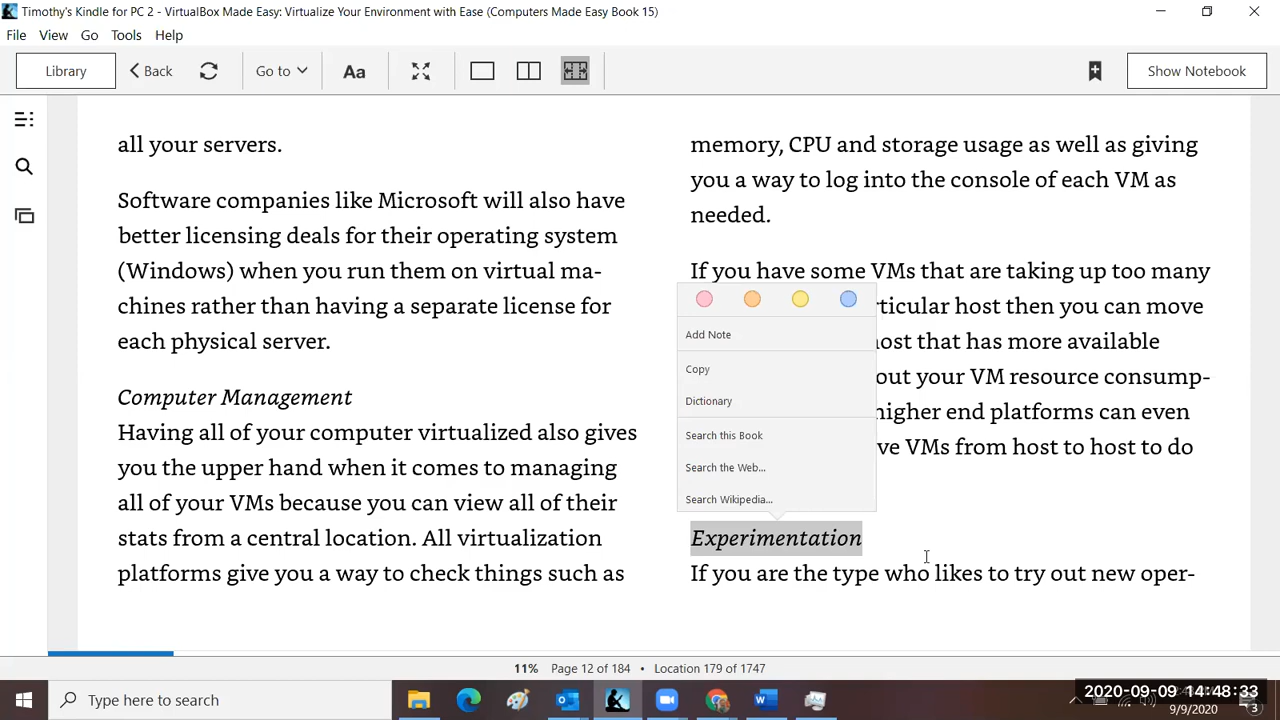 Timothy's Kindle for PC 2 - VirtualBox Made Easy: Virtualize Your Environment with Ease (Computers Made Easy Book 15)
File View Go Tools Help
Library Back Go to Aa Show Notebook
all your servers.
Software companies like Microsoft will also have
better licensing deals for their operating system
(Windows) when you run them on virtual ma-
chines rather than having a separate license for
each physical server.
Computer Management
Having all of your computer virtualized also gives
you the upper hand when it comes to managing
all of your VMs because you can view all of their
stats from a central location. All virtualization
platforms give you a way to check things such as
memory, CPU and storage usage as well as giving
you a way to log into the console of each VM as
needed.
If you have some VMs that are taking up too many
rticular host then you can move
ost that has more available
out your VM resource consump-
higher end platforms can even
ve VMs from host to host to do
Add Note
Copy
Dictionary
Search this Book
Search the Web...
Search Wikipedia...
Experimentation
If you are the type who likes to try out new oper-
11% Page 12 of 184 • Location 179 of 1747
Type here to search
2020-09-09 14:48:33
9/9/2020
3